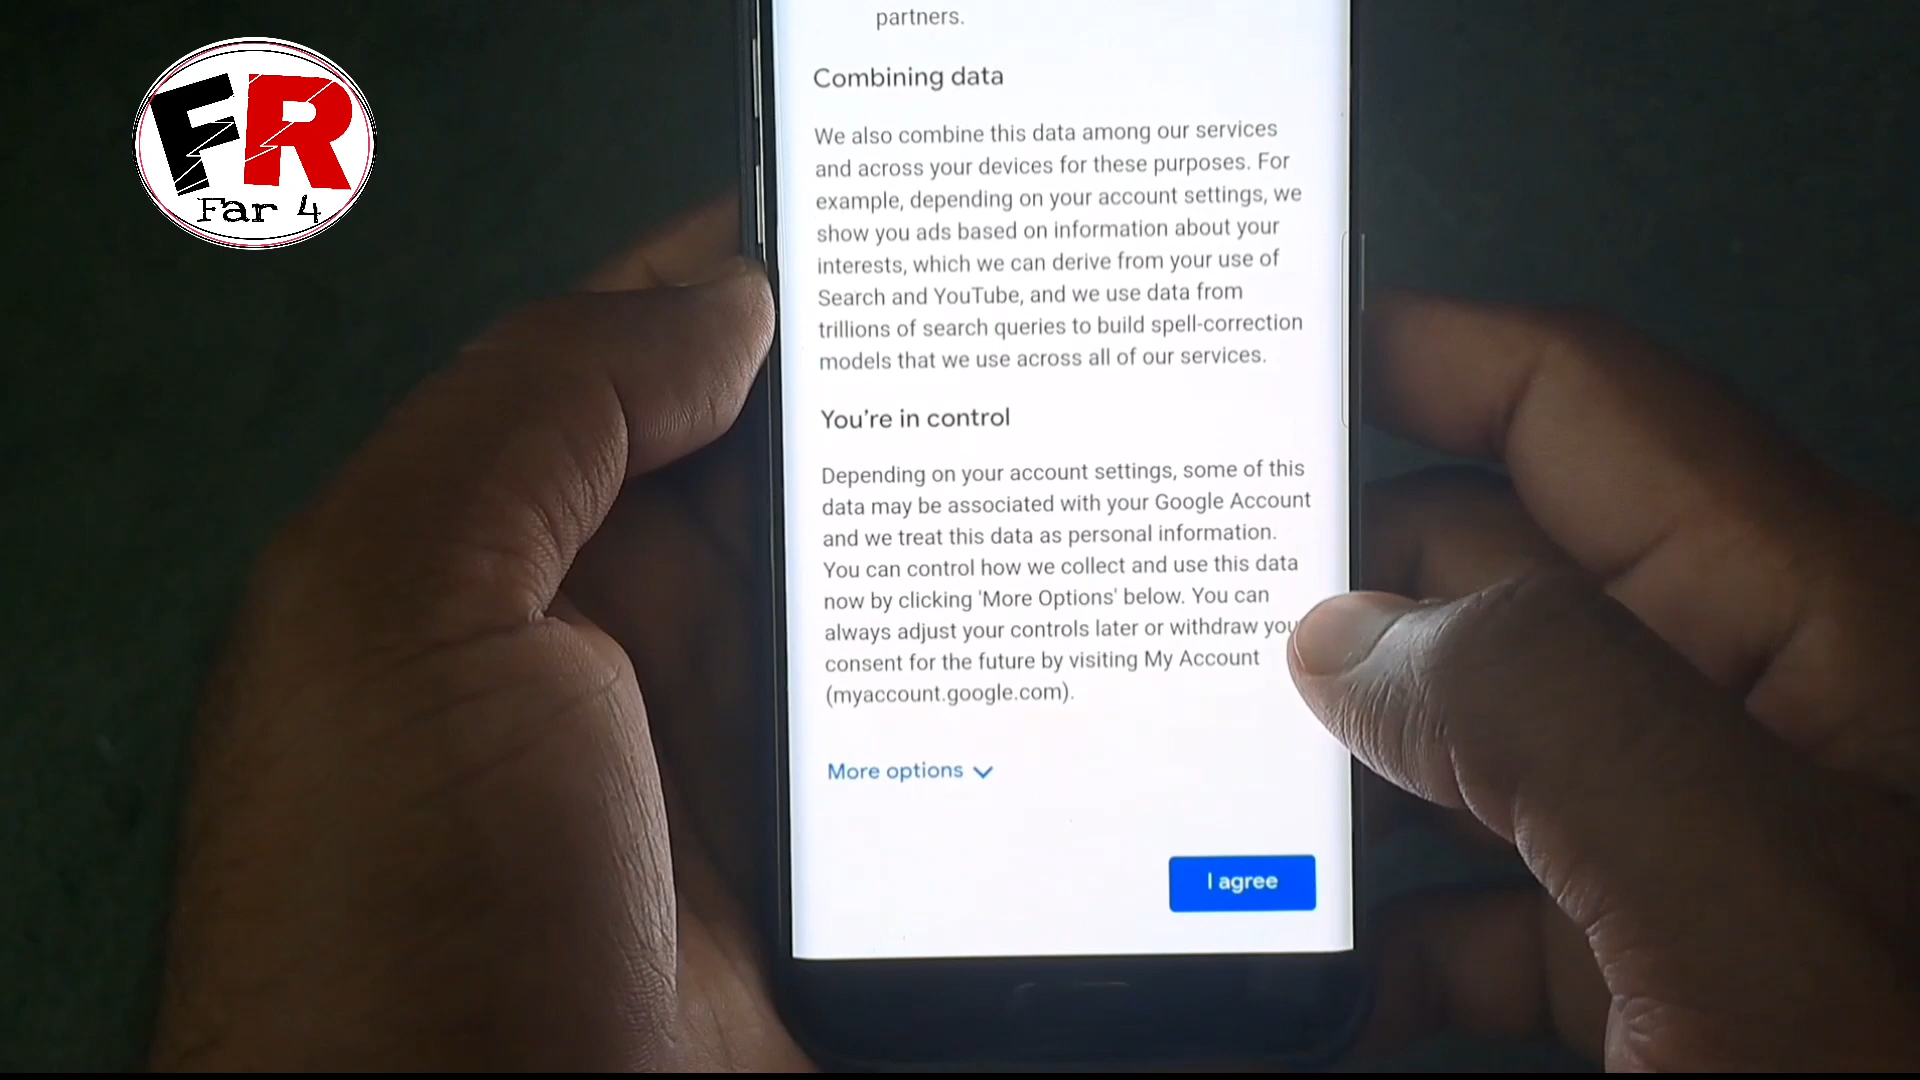 FR
Far 4
partners.
Combining data
We also combine this data among our services
and across your devices for these purposes. For
example, depending on your account settings, we
show you ads based on information about your
interests, which we can derive from your use of
Search and YouTube, and we use data from
trillions of search queries to build spell-correction
models that we use across all of our services.
You're in control
Depending on your account settings, some of this
data may be associated with your Google Account
and we treat this data as personal information.
You can control how we collect and use this data
now by clicking 'More Options' below. You can
always adjust your controls later or withdraw you
consent for the future by visiting My Account
(myaccount.google.com).
More options
I agree